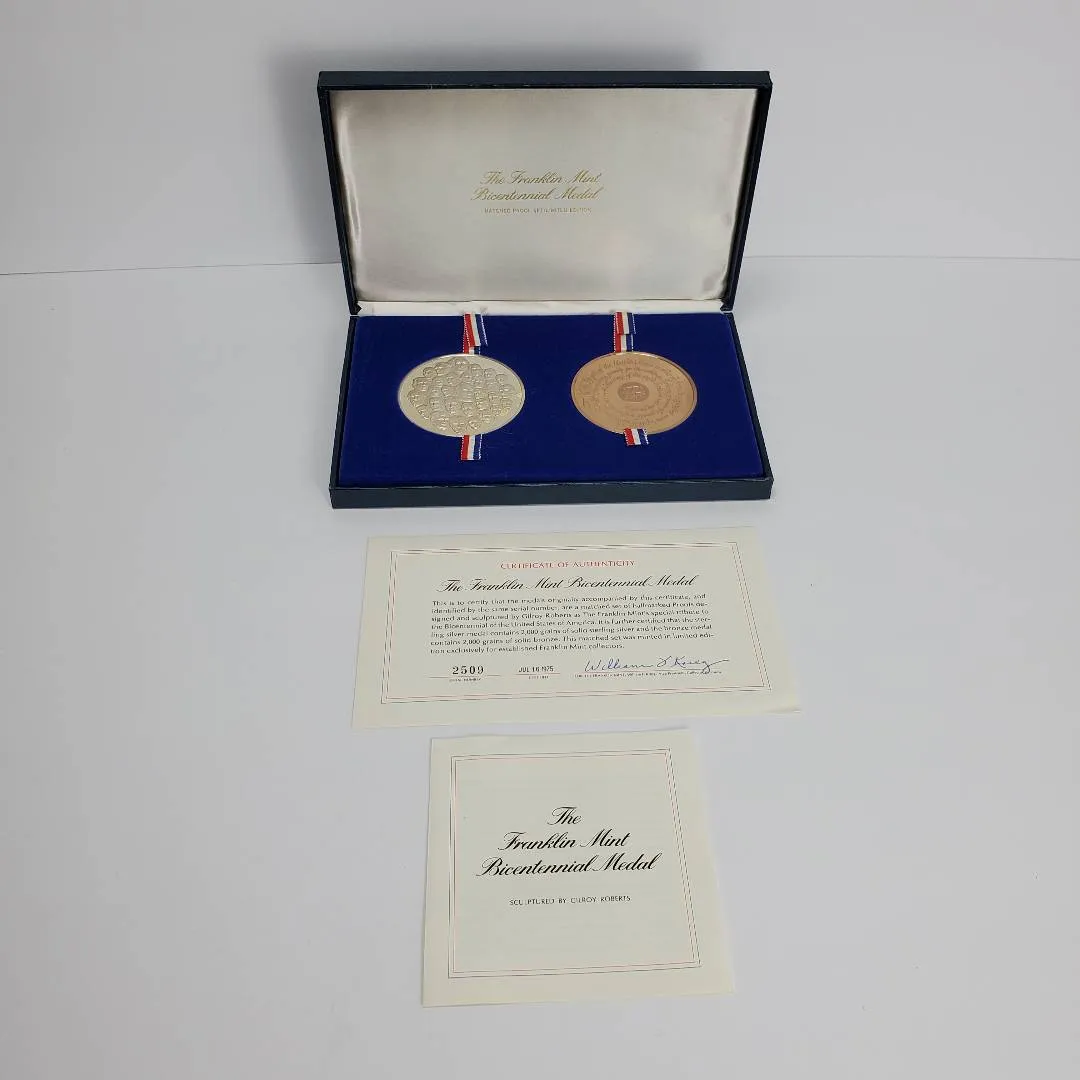 The Franklin Mint
Bicentennial Medal
MATCHED PROOF SET/LIMITED EDITION
CERTIFICATE OF AUTHENTICITY
The Franklin Mint Bicentennial Medal
This is to certify that the medals originally accompanied by this certificate, and
identified by the same serial number, are a matched set of hallmarked Proofs de-
signed and sculptured by Gilroy Roberts as The Franklin Mint's special tribute to
the Bicentennial of the United States of America. It is further certified that the ster-
ling silver medal contains 2,000 grains of solid sterling silver and the bronze medal
contains 2,000 grains of solid bronze. This matched set was minted in limited edi-
tion exclusively for established Franklin Mint collectors.
2509 JUL 16 1975 William
SERIAL NUMBER
The
Franklin Mint
Bicentennial Medal
SCULPTURED BY GILROY ROBERTS